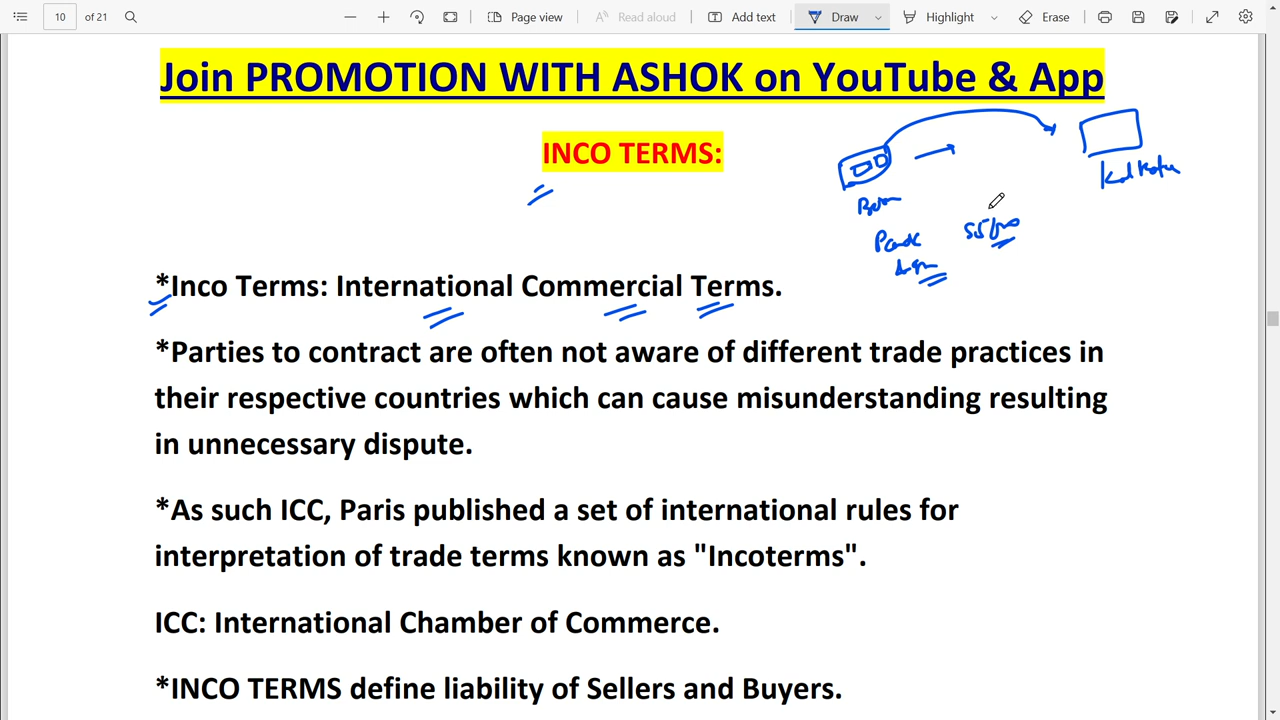 10 of 21 Page view Read aloud Add text Draw Highlight Erase
Join PROMOTION WITH ASHOK on YouTube & App
INCO TERMS:
Kolkata
*Inco Terms: International Commercial Terms.
*Parties to contract are often not aware of different trade practices in
their respective countries which can cause misunderstanding resulting
in unnecessary dispute.
*As such ICC, Paris published a set of international rules for
interpretation of trade terms known as "Incoterms".
ICC: International Chamber of Commerce.
*INCO TERMS define liability of Sellers and Buyers.